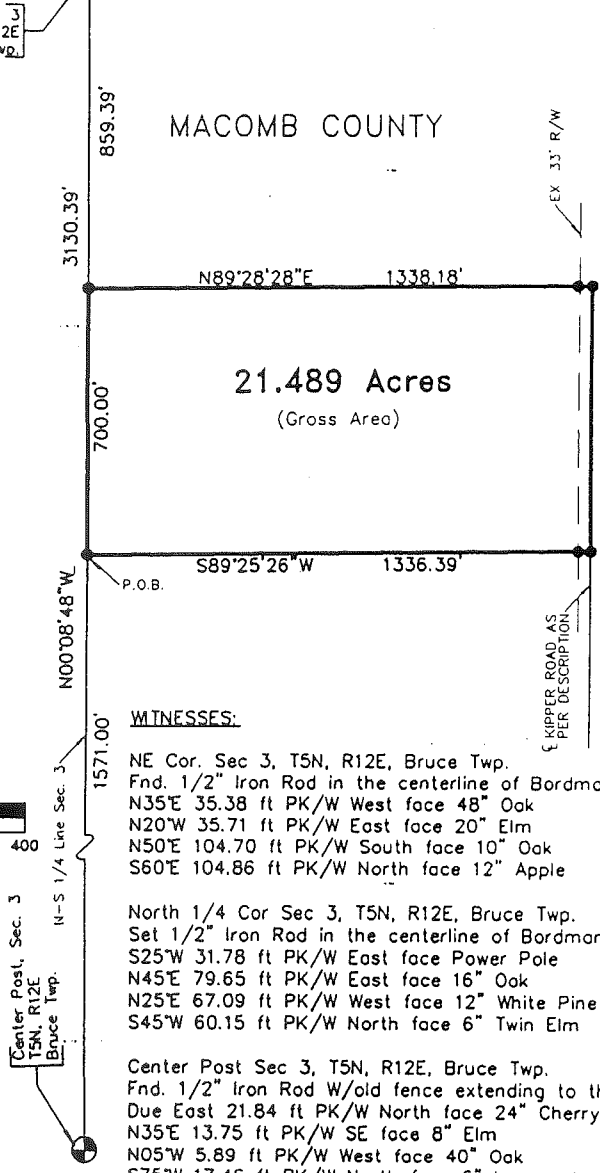 3
2E
wp.
859.39'
MACOMB COUNTY
EX 33' R/W
3130.39'
N89°28'28"E 1338.18'
21.489 Acres
(Gross Area)
700.00'
S89°25'26"W 1336.39'
P.O.B.
N00°08'48"W
℄ KIPPER ROAD AS
PER DESCRIPTION
1571.00'
N-S 1/4 Line Sec. 3
400
Center Post, Sec. 3
T5N, R12E
Bruce Twp.
WITNESSES:
NE Cor. Sec 3, T5N, R12E, Bruce Twp.
Fnd. 1/2" Iron Rod in the centerline of Bordma
N35°E 35.38 ft PK/W West face 48" Oak
N20°W 35.71 ft PK/W East face 20" Elm
N50°E 104.70 ft PK/W South face 10" Oak
S60°E 104.86 ft PK/W North face 12" Apple
North 1/4 Cor Sec 3, T5N, R12E, Bruce Twp.
Set 1/2" Iron Rod in the centerline of Bordman
S25°W 31.78 ft PK/W East face Power Pole
N45°E 79.65 ft PK/W East face 16" Oak
N25°E 67.09 ft PK/W West face 12" White Pine
S45°W 60.15 ft PK/W North face 6" Twin Elm
Center Post Sec 3, T5N, R12E, Bruce Twp.
Fnd. 1/2" Iron Rod W/old fence extending to th
Due East 21.84 ft PK/W North face 24" Cherry
N35°E 13.75 ft PK/W SE face 8" Elm
N05°W 5.89 ft PK/W West face 40" Oak